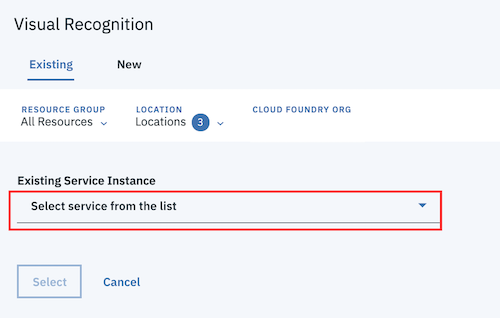 Visual Recognition
Existing New
RESOURCE GROUP LOCATION CLOUD FOUNDRY ORG
All Resources Locations 3
Existing Service Instance
Select service from the list
Select Cancel